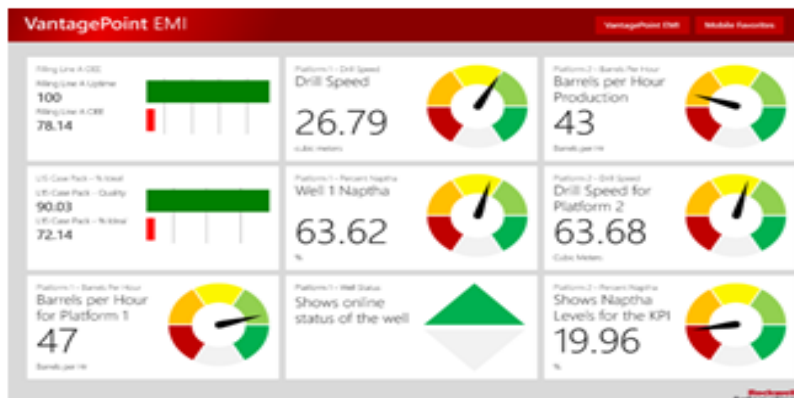 VantagePoint EMI
VantagePoint EMI
Mobile Favorites
Filling Line A OEE
Filling Line A Uptime
100
Filling Line A OEE
78.14
Platform 1 - Drill Speed
Drill Speed
26.79
cubic meters
Platform 2 - Barrels Per Hour
Barrels per Hour
Production
43
Barrels per Hr
L15 Case Pack - % Ideal
L15 Case Pack - Quality
90.03
L15 Case Pack - % Ideal
72.14
Platform 1 - Percent Naptha
Well 1 Naptha
63.62
%
Platform 2 - Drill Speed
Drill Speed for
Platform 2
63.68
Cubic Meters
Platform 1 - Barrels Per Hour
Barrels per Hour
for Platform 1
47
Barrels per Hr
Platform 1 - Well Status
Shows online
status of the well
Platform 2 - Percent Naptha
Shows Naptha
Levels for the KPI
19.96
%